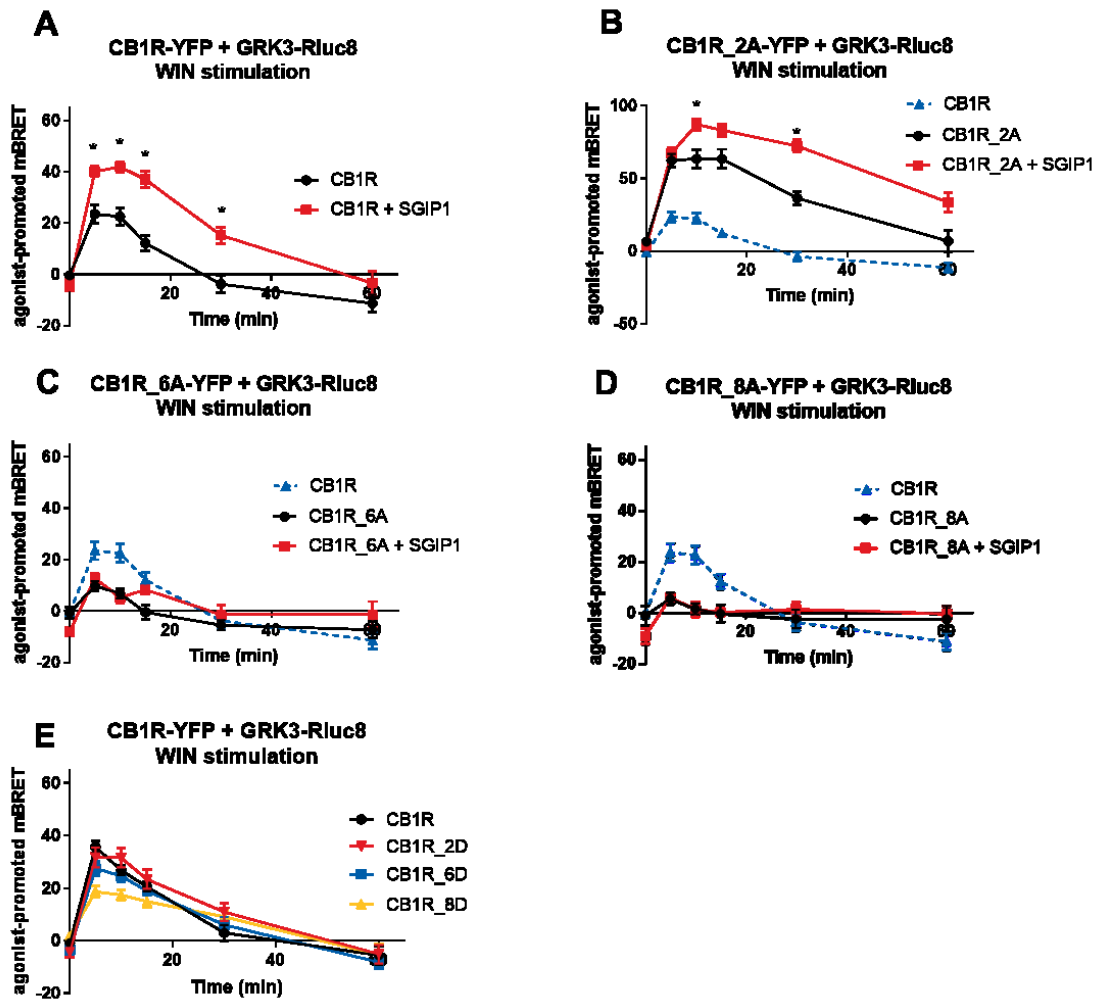 A
CB1R-YFP + GRK3-Rluc8
WIN stimulation
agonist-promoted mBRET
60
40
20
0
-20
20
40
60
Time (min)
CB1R
CB1R + SGIP1
* * * *
B
CB1R_2A-YFP + GRK3-Rluc8
WIN stimulation
agonist-promoted mBRET
100
50
0
-50
20
40
60
Time (min)
CB1R
CB1R_2A
CB1R_2A + SGIP1
* *
C
CB1R_6A-YFP + GRK3-Rluc8
WIN stimulation
agonist-promoted mBRET
60
40
20
0
-20
20
40
60
Time (min)
CB1R
CB1R_6A
CB1R_6A + SGIP1
D
CB1R_8A-YFP + GRK3-Rluc8
WIN stimulation
agonist-promoted mBRET
60
40
20
0
-20
20
40
60
Time (min)
CB1R
CB1R_8A
CB1R_8A + SGIP1
E
CB1R-YFP + GRK3-Rluc8
WIN stimulation
agonist-promoted mBRET
60
40
20
0
-20
20
40
60
Time (min)
CB1R
CB1R_2D
CB1R_6D
CB1R_8D